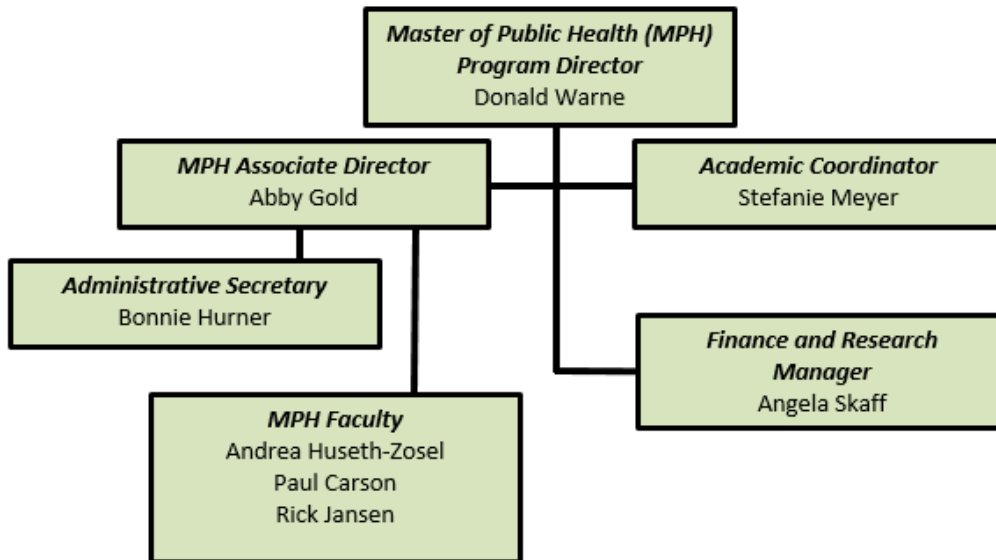 Master of Public Health (MPH)
Program Director
Donald Warne
MPH Associate Director
Abby Gold
Academic Coordinator
Stefanie Meyer
Administrative Secretary
Bonnie Hurner
Finance and Research
Manager
Angela Skaff
MPH Faculty
Andrea Huseth-Zosel
Paul Carson
Rick Jansen